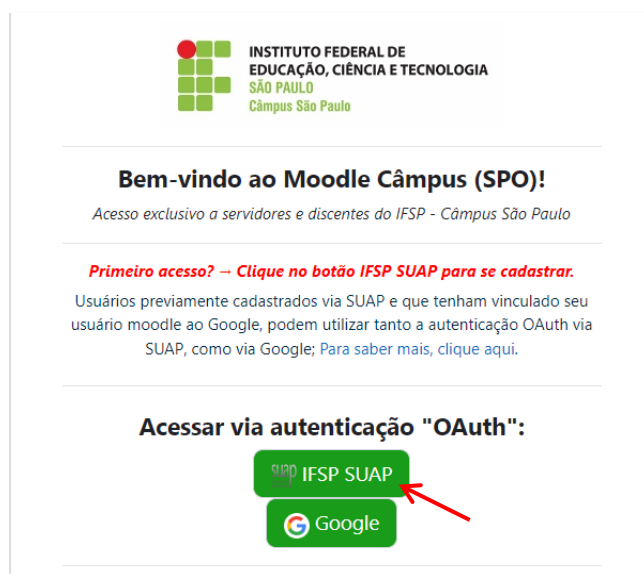 INSTITUTO FEDERAL DE
EDUCAÇÃO, CIÊNCIA E TECNOLOGIA
SÃO PAULO
Câmpus São Paulo
Bem-vindo ao Moodle Câmpus (SPO)!
Acesso exclusivo a servidores e discentes do IFSP - Câmpus São Paulo
Primeiro acesso? → Clique no botão IFSP SUAP para se cadastrar.
Usuários previamente cadastrados via SUAP e que tenham vinculado seu
usuário moodle ao Google, podem utilizar tanto a autenticação OAuth via
SUAP, como via Google; Para saber mais, clique aqui.
Acessar via autenticação "OAuth":
suap IFSP SUAP
Google